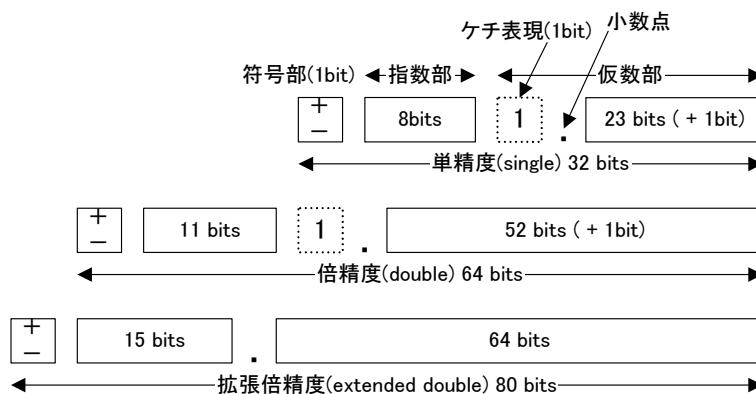 ケチ表現(1bit) 小数点
符号部(1bit) 指数部 仮数部
+ - 8bits 1 . 23 bits ( + 1bit)
単精度(single) 32 bits
+ - 11 bits 1 . 52 bits ( + 1bit)
倍精度(double) 64 bits
+ - 15 bits . 64 bits
拡張倍精度(extended double) 80 bits